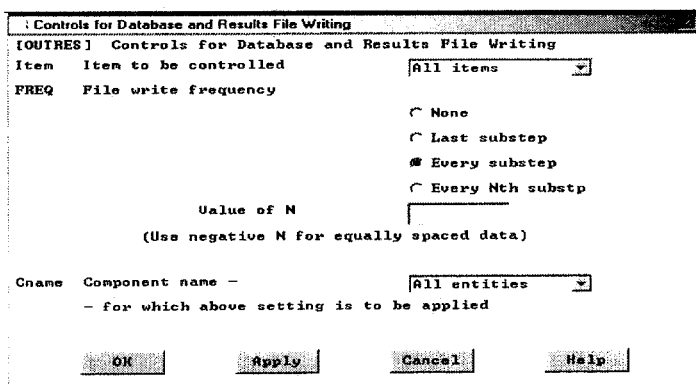 Controls for Database and Results File Writing
[OUTRES] Controls for Database and Results File Writing
Item Item to be controlled All items
FREQ File write frequency
None
Last substep
Every substep
Every Nth substp
Value of N
(Use negative N for equally spaced data)
Cname Component name - All entities
- for which above setting is to be applied
OK Apply Cancel Help